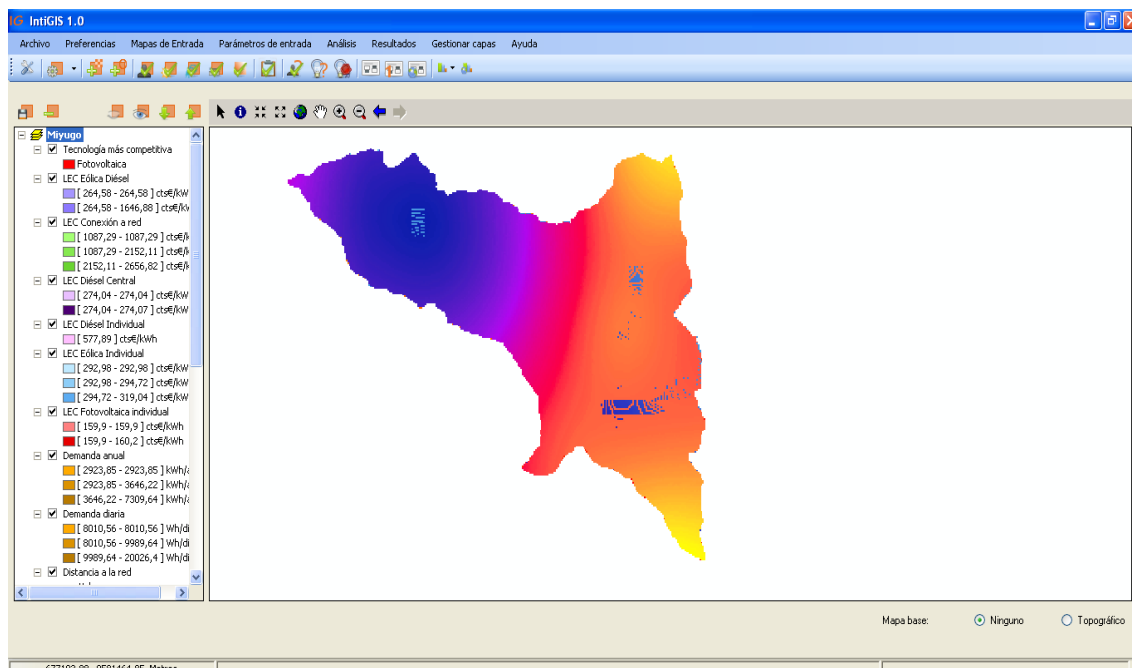 IG IntiGIS 1.0
Archivo Preferencias Mapas de Entrada Parámetros de entrada Análisis Resultados Gestionar capas Ayuda
Miyugo
Tecnología más competitiva
Fotovoltaica
LEC Eólica Diésel
[ 264,58 - 264,58 ] cts€/kW
[ 264,58 - 1646,88 ] cts€/kW
LEC Conexión a red
[ 1087,29 - 1087,29 ] cts€/k
[ 1087,29 - 2152,11 ] cts€/k
[ 2152,11 - 2656,82 ] cts€/k
LEC Diésel Central
[ 274,04 - 274,04 ] cts€/kW
[ 274,04 - 274,07 ] cts€/kW
LEC Diésel Individual
[ 577,89 ] cts€/kWh
LEC Eólica Individual
[ 292,98 - 292,98 ] cts€/kW
[ 292,98 - 294,72 ] cts€/kW
[ 294,72 - 319,04 ] cts€/kW
LEC Fotovoltaica individual
[ 159,9 - 159,9 ] cts€/kWh
[ 159,9 - 160,2 ] cts€/kWh
Demanda anual
[ 2923,85 - 2923,85 ] kWh/a
[ 2923,85 - 3646,22 ] kWh/a
[ 3646,22 - 7309,64 ] kWh/a
Demanda diaria
[ 8010,56 - 8010,56 ] Wh/di
[ 8010,56 - 9989,64 ] Wh/di
[ 9989,64 - 20026,4 ] Wh/di
Distancia a la red
Mapa base: Ninguno Topográfico